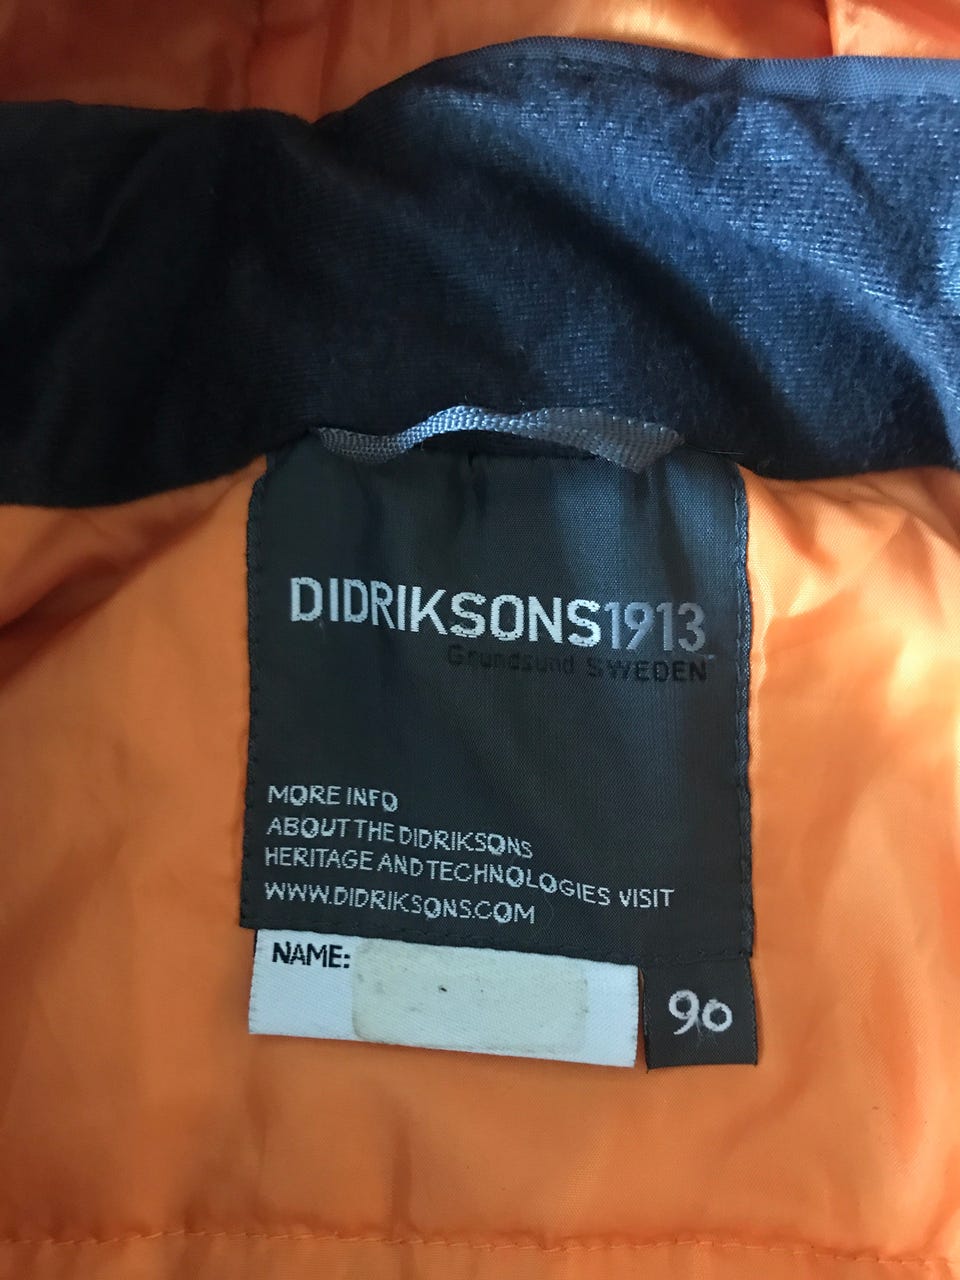 DIDRIKSONS1913
Grundsund SWEDEN
MORE INFO
ABOUT THE DIDRIKSONS
HERITAGE AND TECHNOLOGIES VISIT
WWW.DIDRIKSONS.COM
NAME:
90